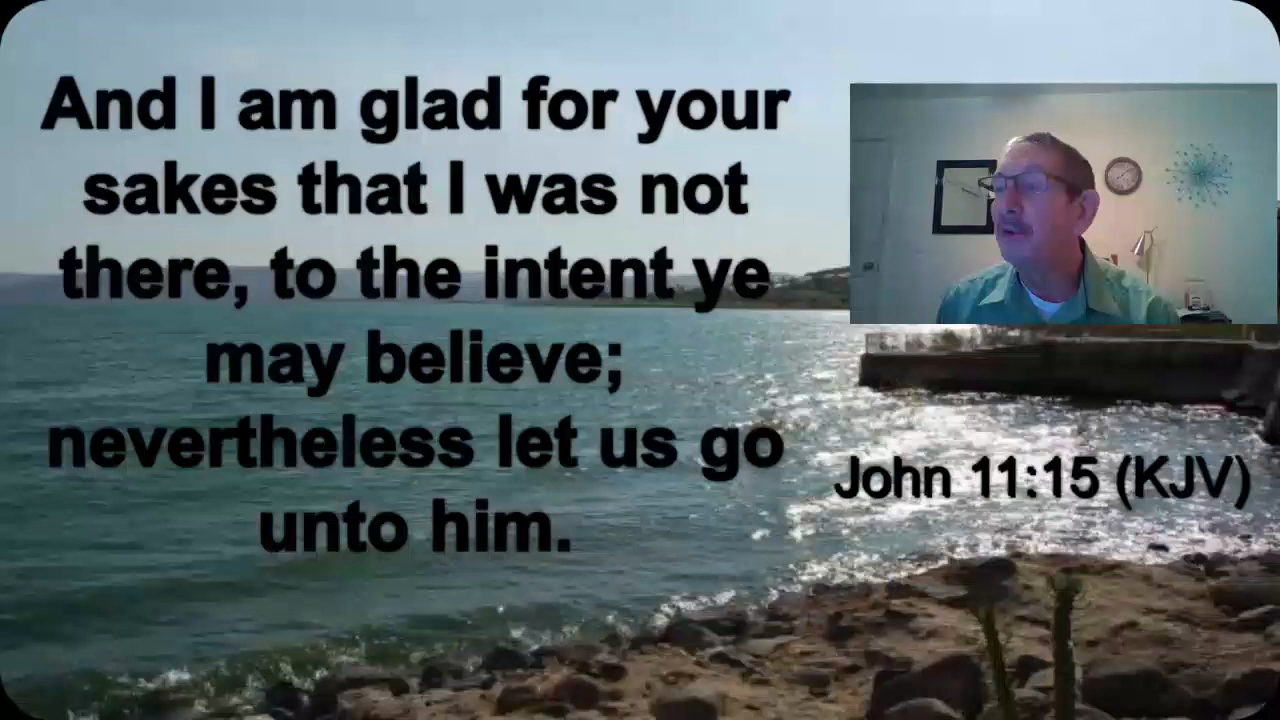 And I am glad for your
sakes that I was not
there, to the intent ye
may believe;
nevertheless let us go
unto him.
John 11:15 (KJV)